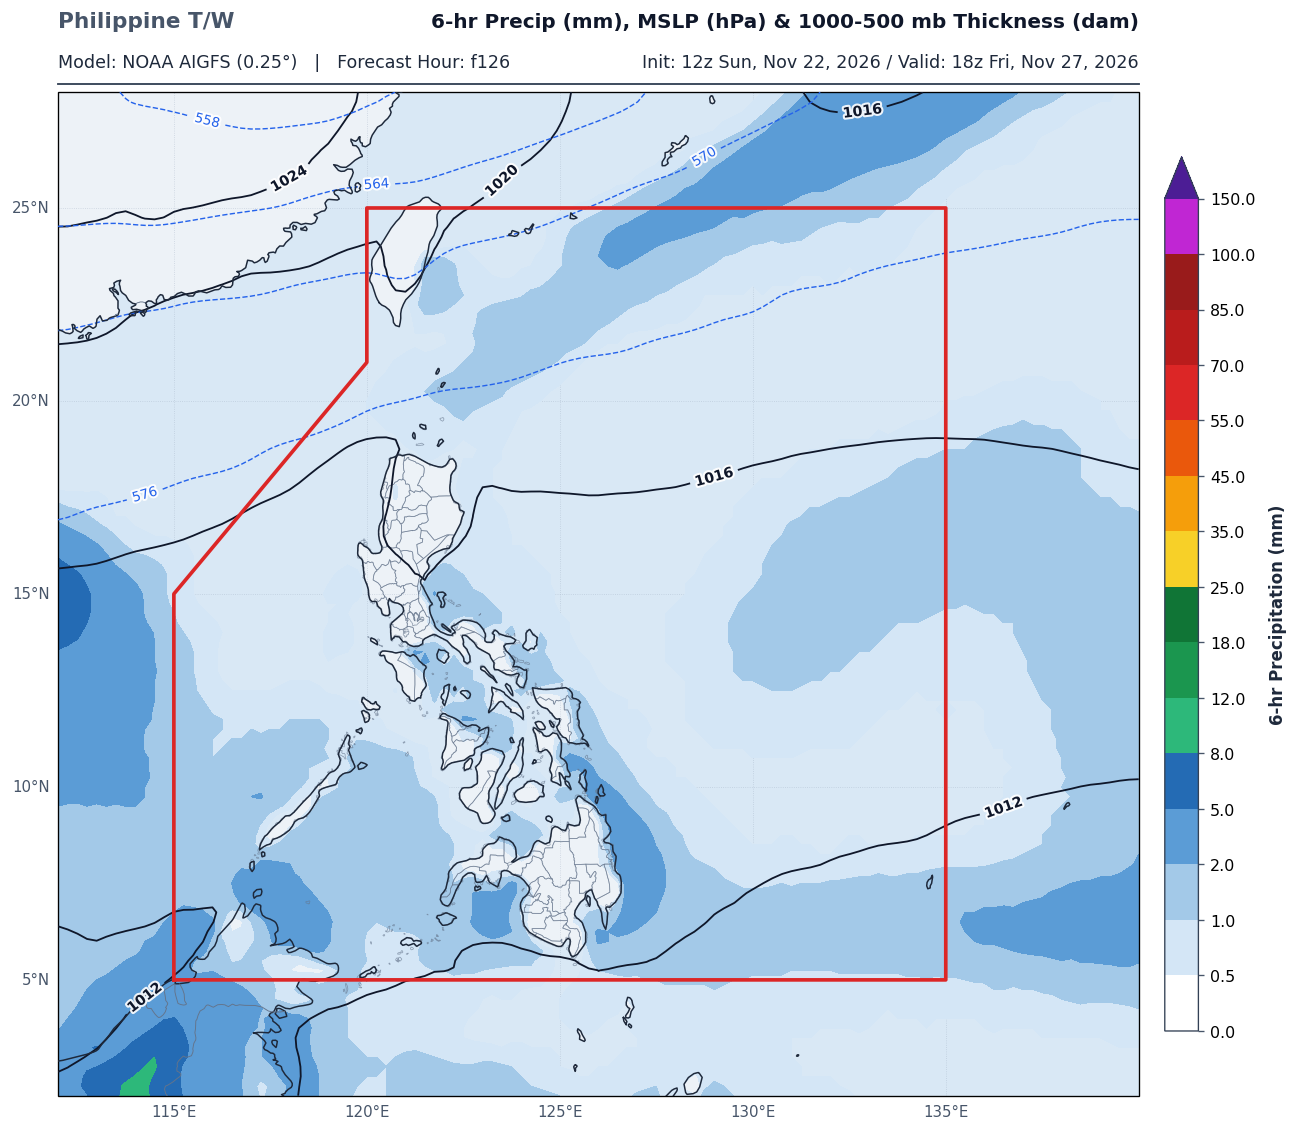 Philippine T/W
6-hr Precip (mm), MSLP (hPa) & 1000-500 mb Thickness (dam)
Model: NOAA AIGFS (0.25°) | Forecast Hour: f126
Init: 12z Sun, Nov 22, 2026 / Valid: 18z Fri, Nov 27, 2026
558
1016
570
1024
564
1020
25°N
20°N
576
1016
15°N
10°N
1012
5°N
1012
115°E
120°E
125°E
130°E
135°E
150.0
100.0
85.0
70.0
55.0
45.0
35.0
25.0
18.0
12.0
8.0
5.0
2.0
1.0
0.5
0.0
6-hr Precipitation (mm)